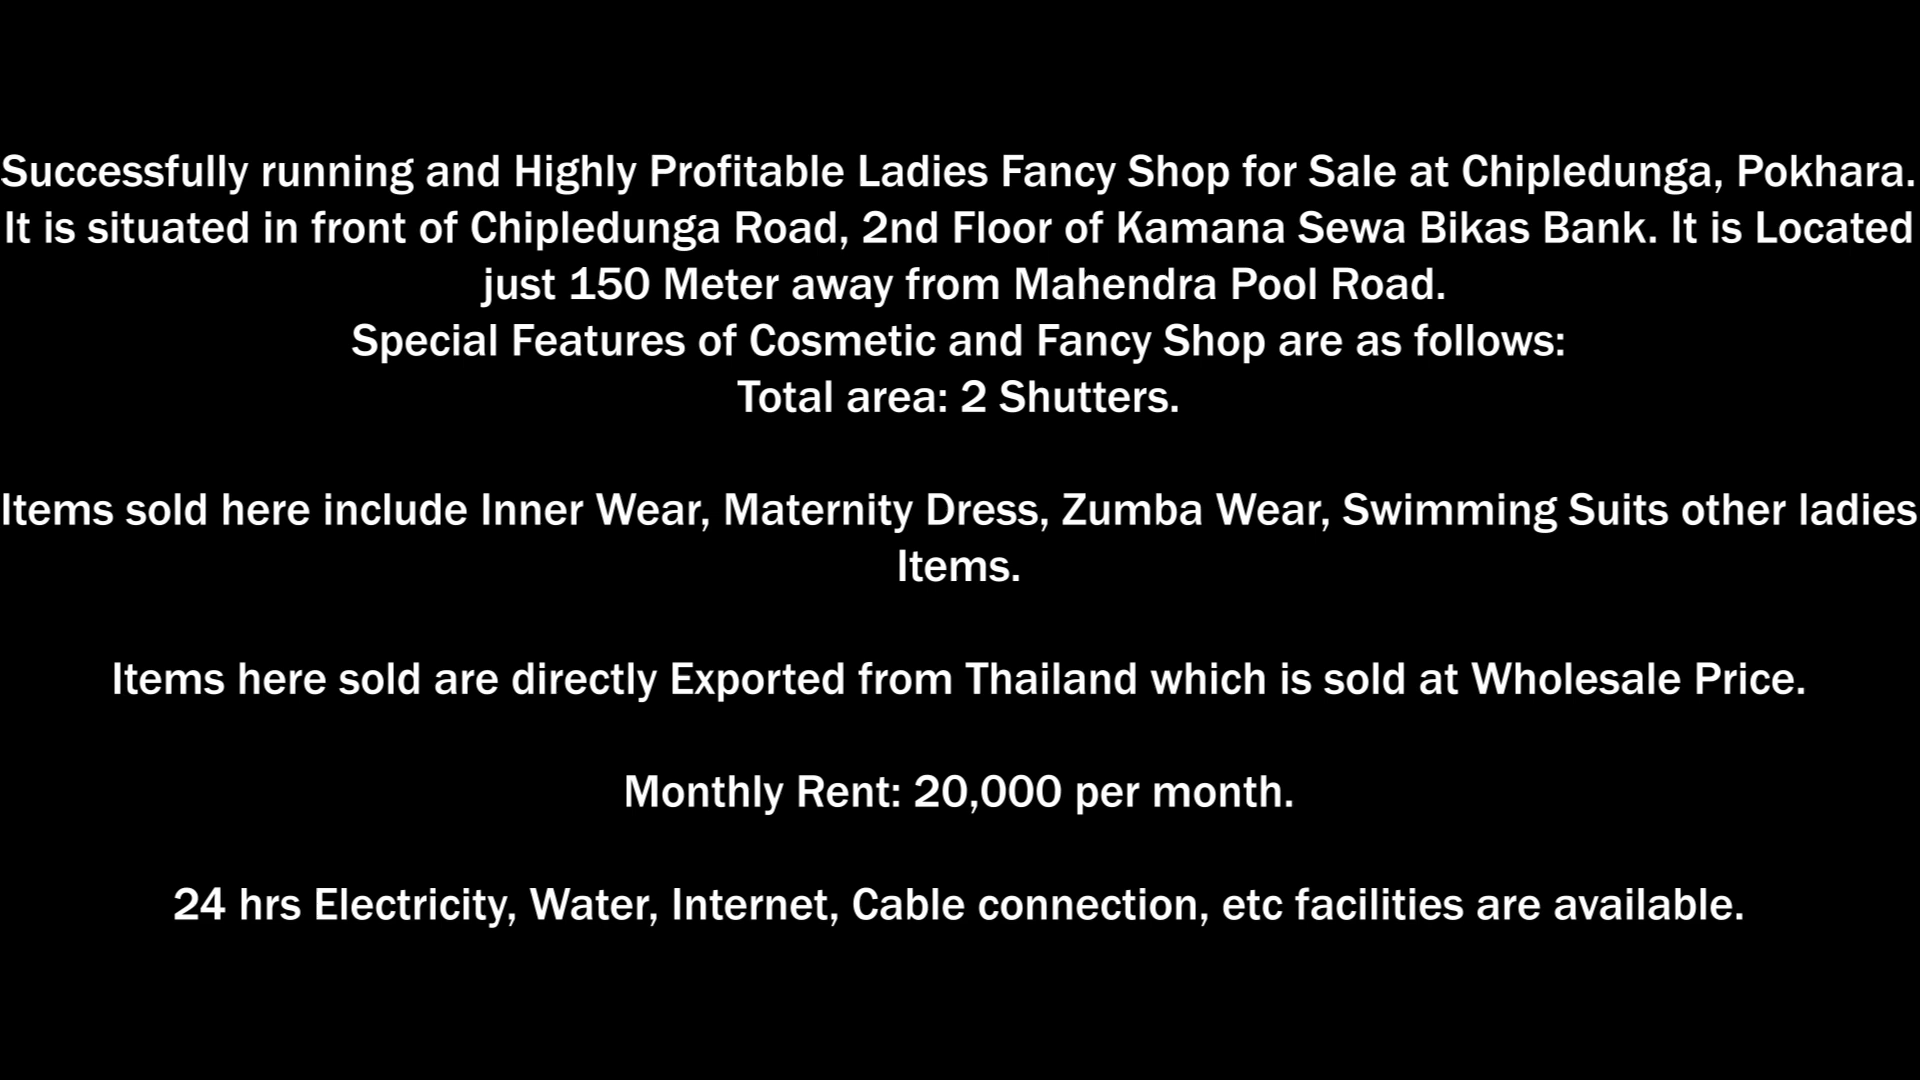 Successfully running and Highly Profitable Ladies Fancy Shop for Sale at Chipledunga, Pokhara.
It is situated in front of Chipledunga Road, 2nd Floor of Kamana Sewa Bikas Bank. It is Located
just 150 Meter away from Mahendra Pool Road.
Special Features of Cosmetic and Fancy Shop are as follows:
Total area: 2 Shutters.
Items sold here include Inner Wear, Maternity Dress, Zumba Wear, Swimming Suits other ladies
Items.
Items here sold are directly Exported from Thailand which is sold at Wholesale Price.
Monthly Rent: 20,000 per month.
24 hrs Electricity, Water, Internet, Cable connection, etc facilities are available.